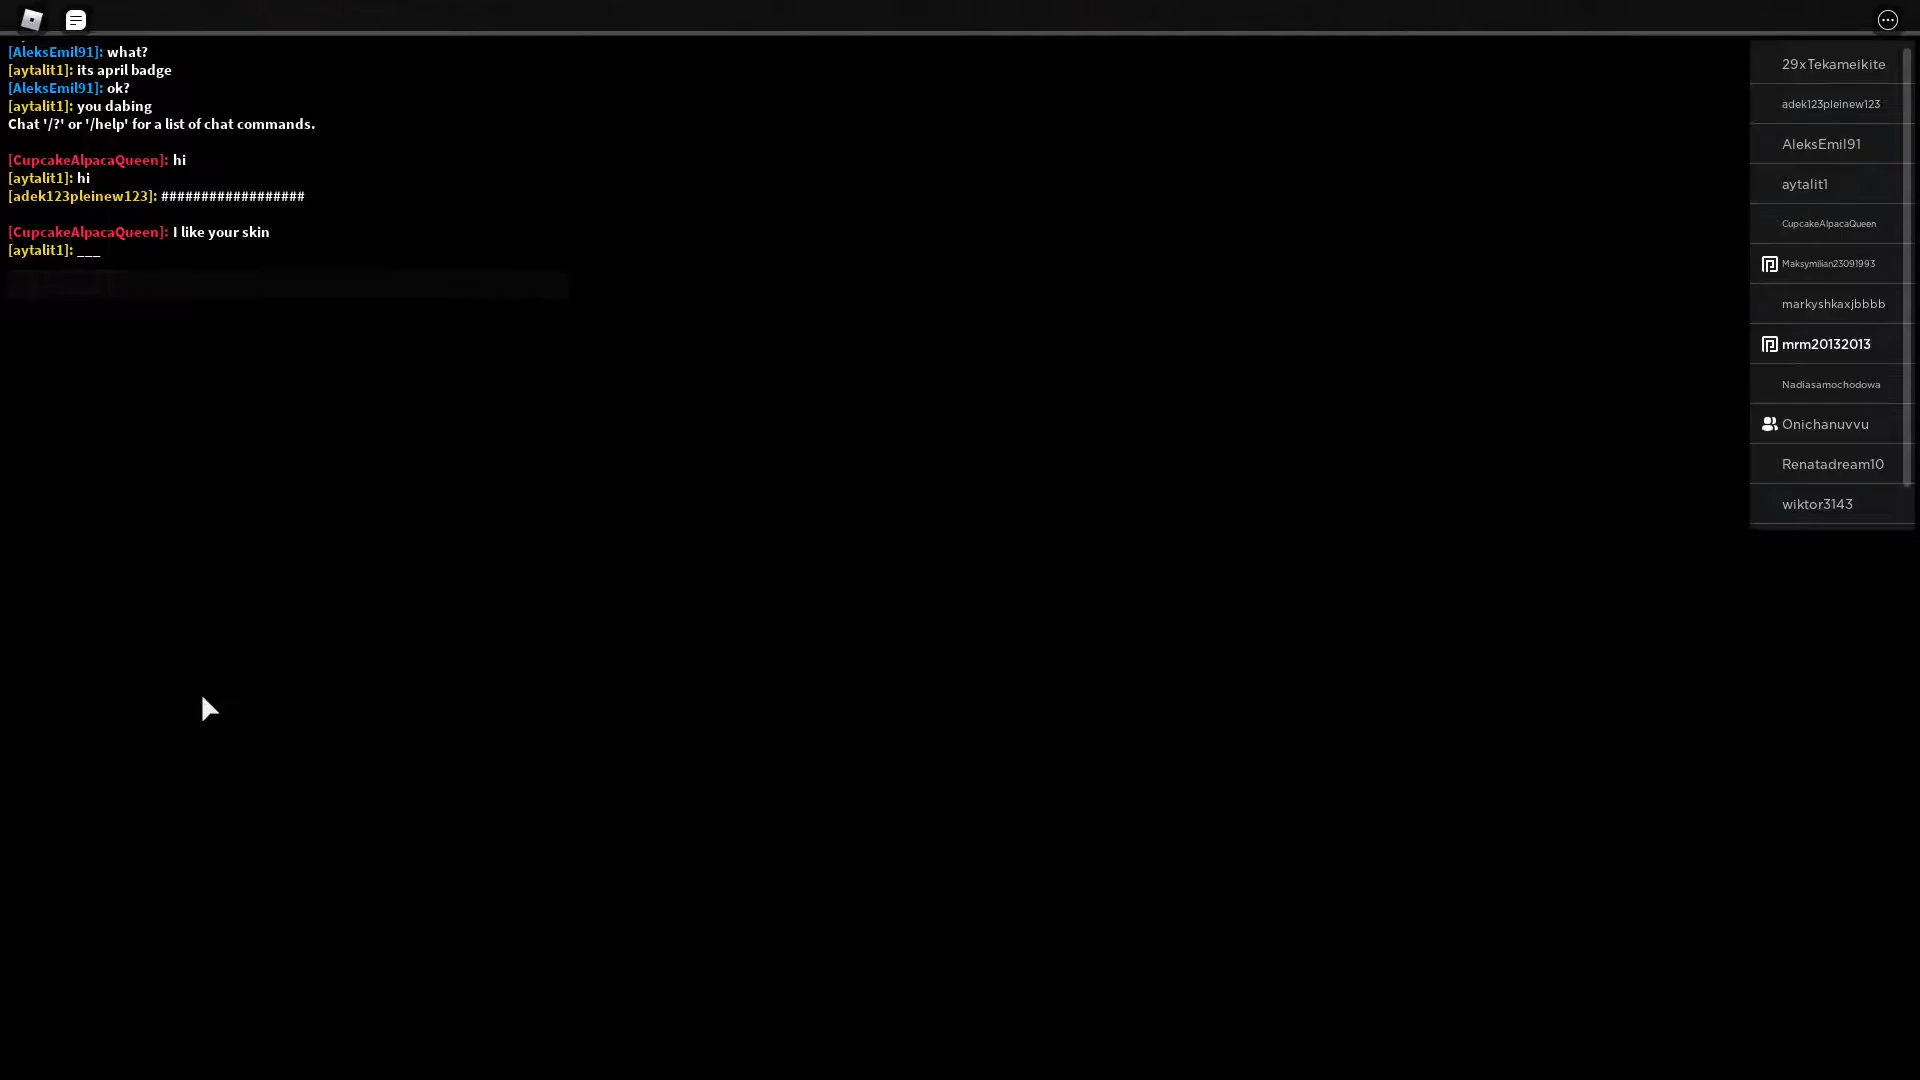 [AleksEmil91]: what?
[aytalit1]: its april badge
[AleksEmil91]: ok?
[aytalit1]: you dabing
Chat '/?' or '/help' for a list of chat commands.
[CupcakeAlpacaQueen]: hi
[aytalit1]: hi
[adek123pleinew123]: ##################
[CupcakeAlpacaQueen]: I like your skin
[aytalit1]: ___
29xTekameikite
adek123pleinew123
AleksEmil91
aytalit1
CupcakeAlpacaQueen
Maksymilian23091993
markyshkaxjbbbb
mrm20132013
Nadiasamochodowa
Onichanuvvu
Renatadream10
wiktor3143